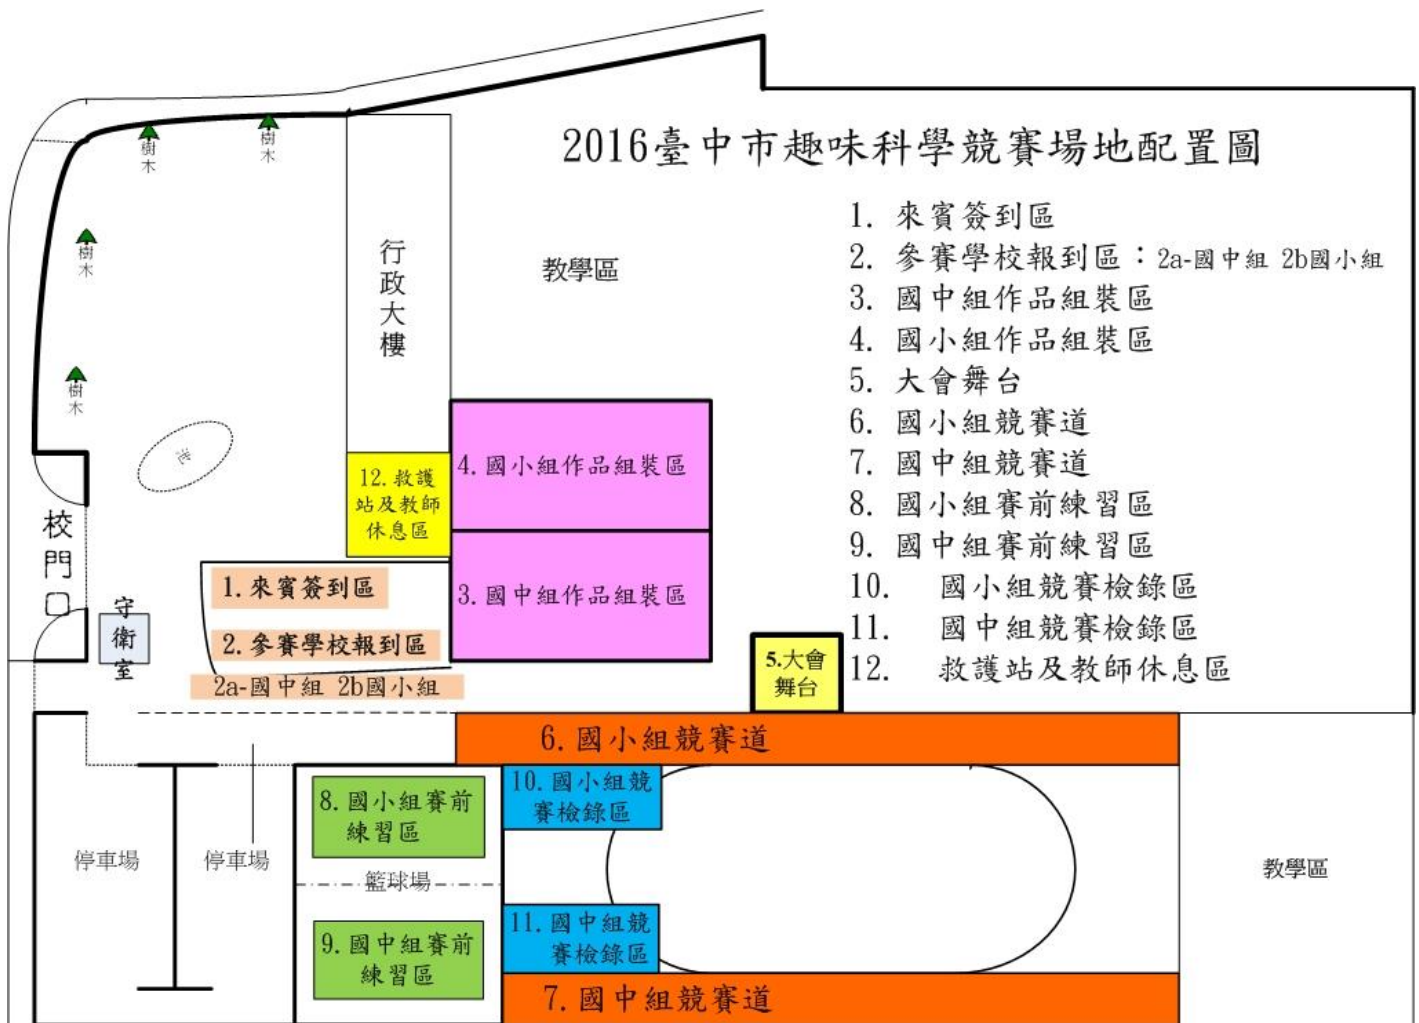 2016臺中市趣味科學競賽場地配置圖
1. 來賓簽到區
2. 參賽學校報到區：2a-國中組 2b國小組
3. 國中組作品組裝區
4. 國小組作品組裝區
5. 大會舞台
6. 國小組競賽道
7. 國中組競賽道
8. 國小組賽前練習區
9. 國中組賽前練習區
10. 國小組競賽檢錄區
11. 國中組競賽檢錄區
12. 救護站及教師休息區
樹木
樹木
樹木
樹木
池
行政大樓
教學區
校門口
守衛室
12.救護
站及教師
休息區
4.國小組作品組裝區
3.國中組作品組裝區
1.來賓簽到區
2.參賽學校報到區
2a-國中組 2b國小組
5.大會
舞台
6.國小組競賽道
8.國小組賽前
練習區
10.國小組競
賽檢錄區
停車場
停車場
籃球場
教學區
9.國中組賽前
練習區
11.國中組競
賽檢錄區
7.國中組競賽道